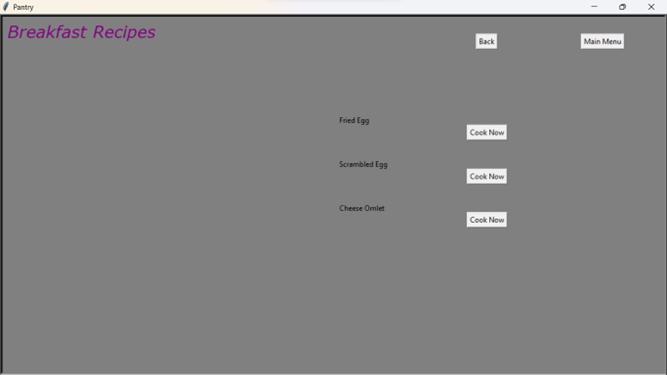 Pantry
Breakfast Recipes
Back
Main Menu
Fried Egg
Cook Now
Scrambled Egg
Cook Now
Cheese Omlet
Cook Now